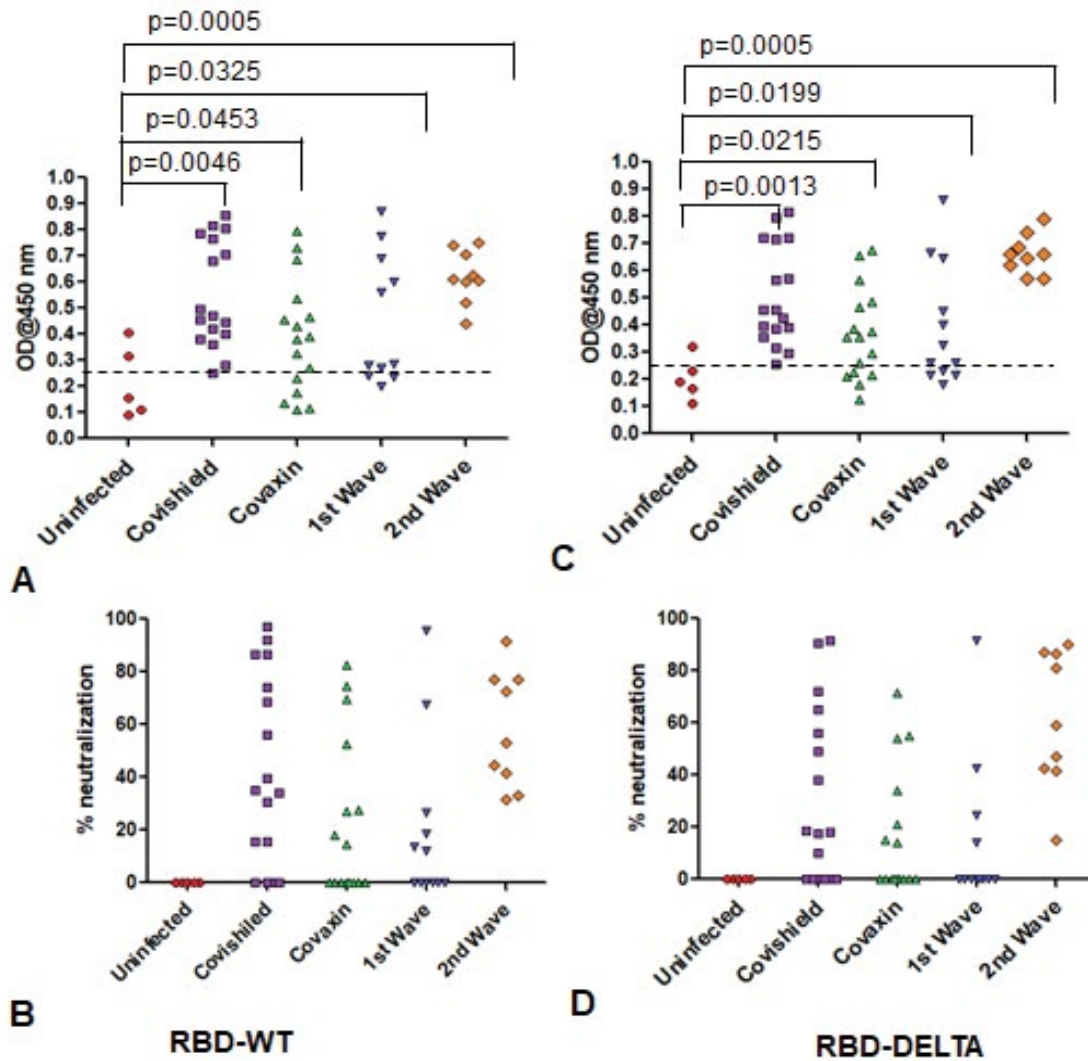 p=0.0005
p=0.0325
p=0.0453
p=0.0046
OD@450 nm
1.0
0.9
0.8
0.7
0.6
0.5
0.4
0.3
0.2
0.1
0.0
Uninfected
Covishield
Covaxin
1st Wave
2nd Wave
A
p=0.0005
p=0.0199
p=0.0215
p=0.0013
OD@450 nm
1.0
0.9
0.8
0.7
0.6
0.5
0.4
0.3
0.2
0.1
0.0
Uninfected
Covishield
Covaxin
1st Wave
2nd Wave
C
% neutralization
100
80
60
40
20
0
Uninfected
Covishiled
Covaxin
1st Wave
2nd Wave
B
RBD-WT
% neutralization
100
80
60
40
20
0
Uninfected
Covishield
Covaxin
1st Wave
2nd Wave
D
RBD-DELTA